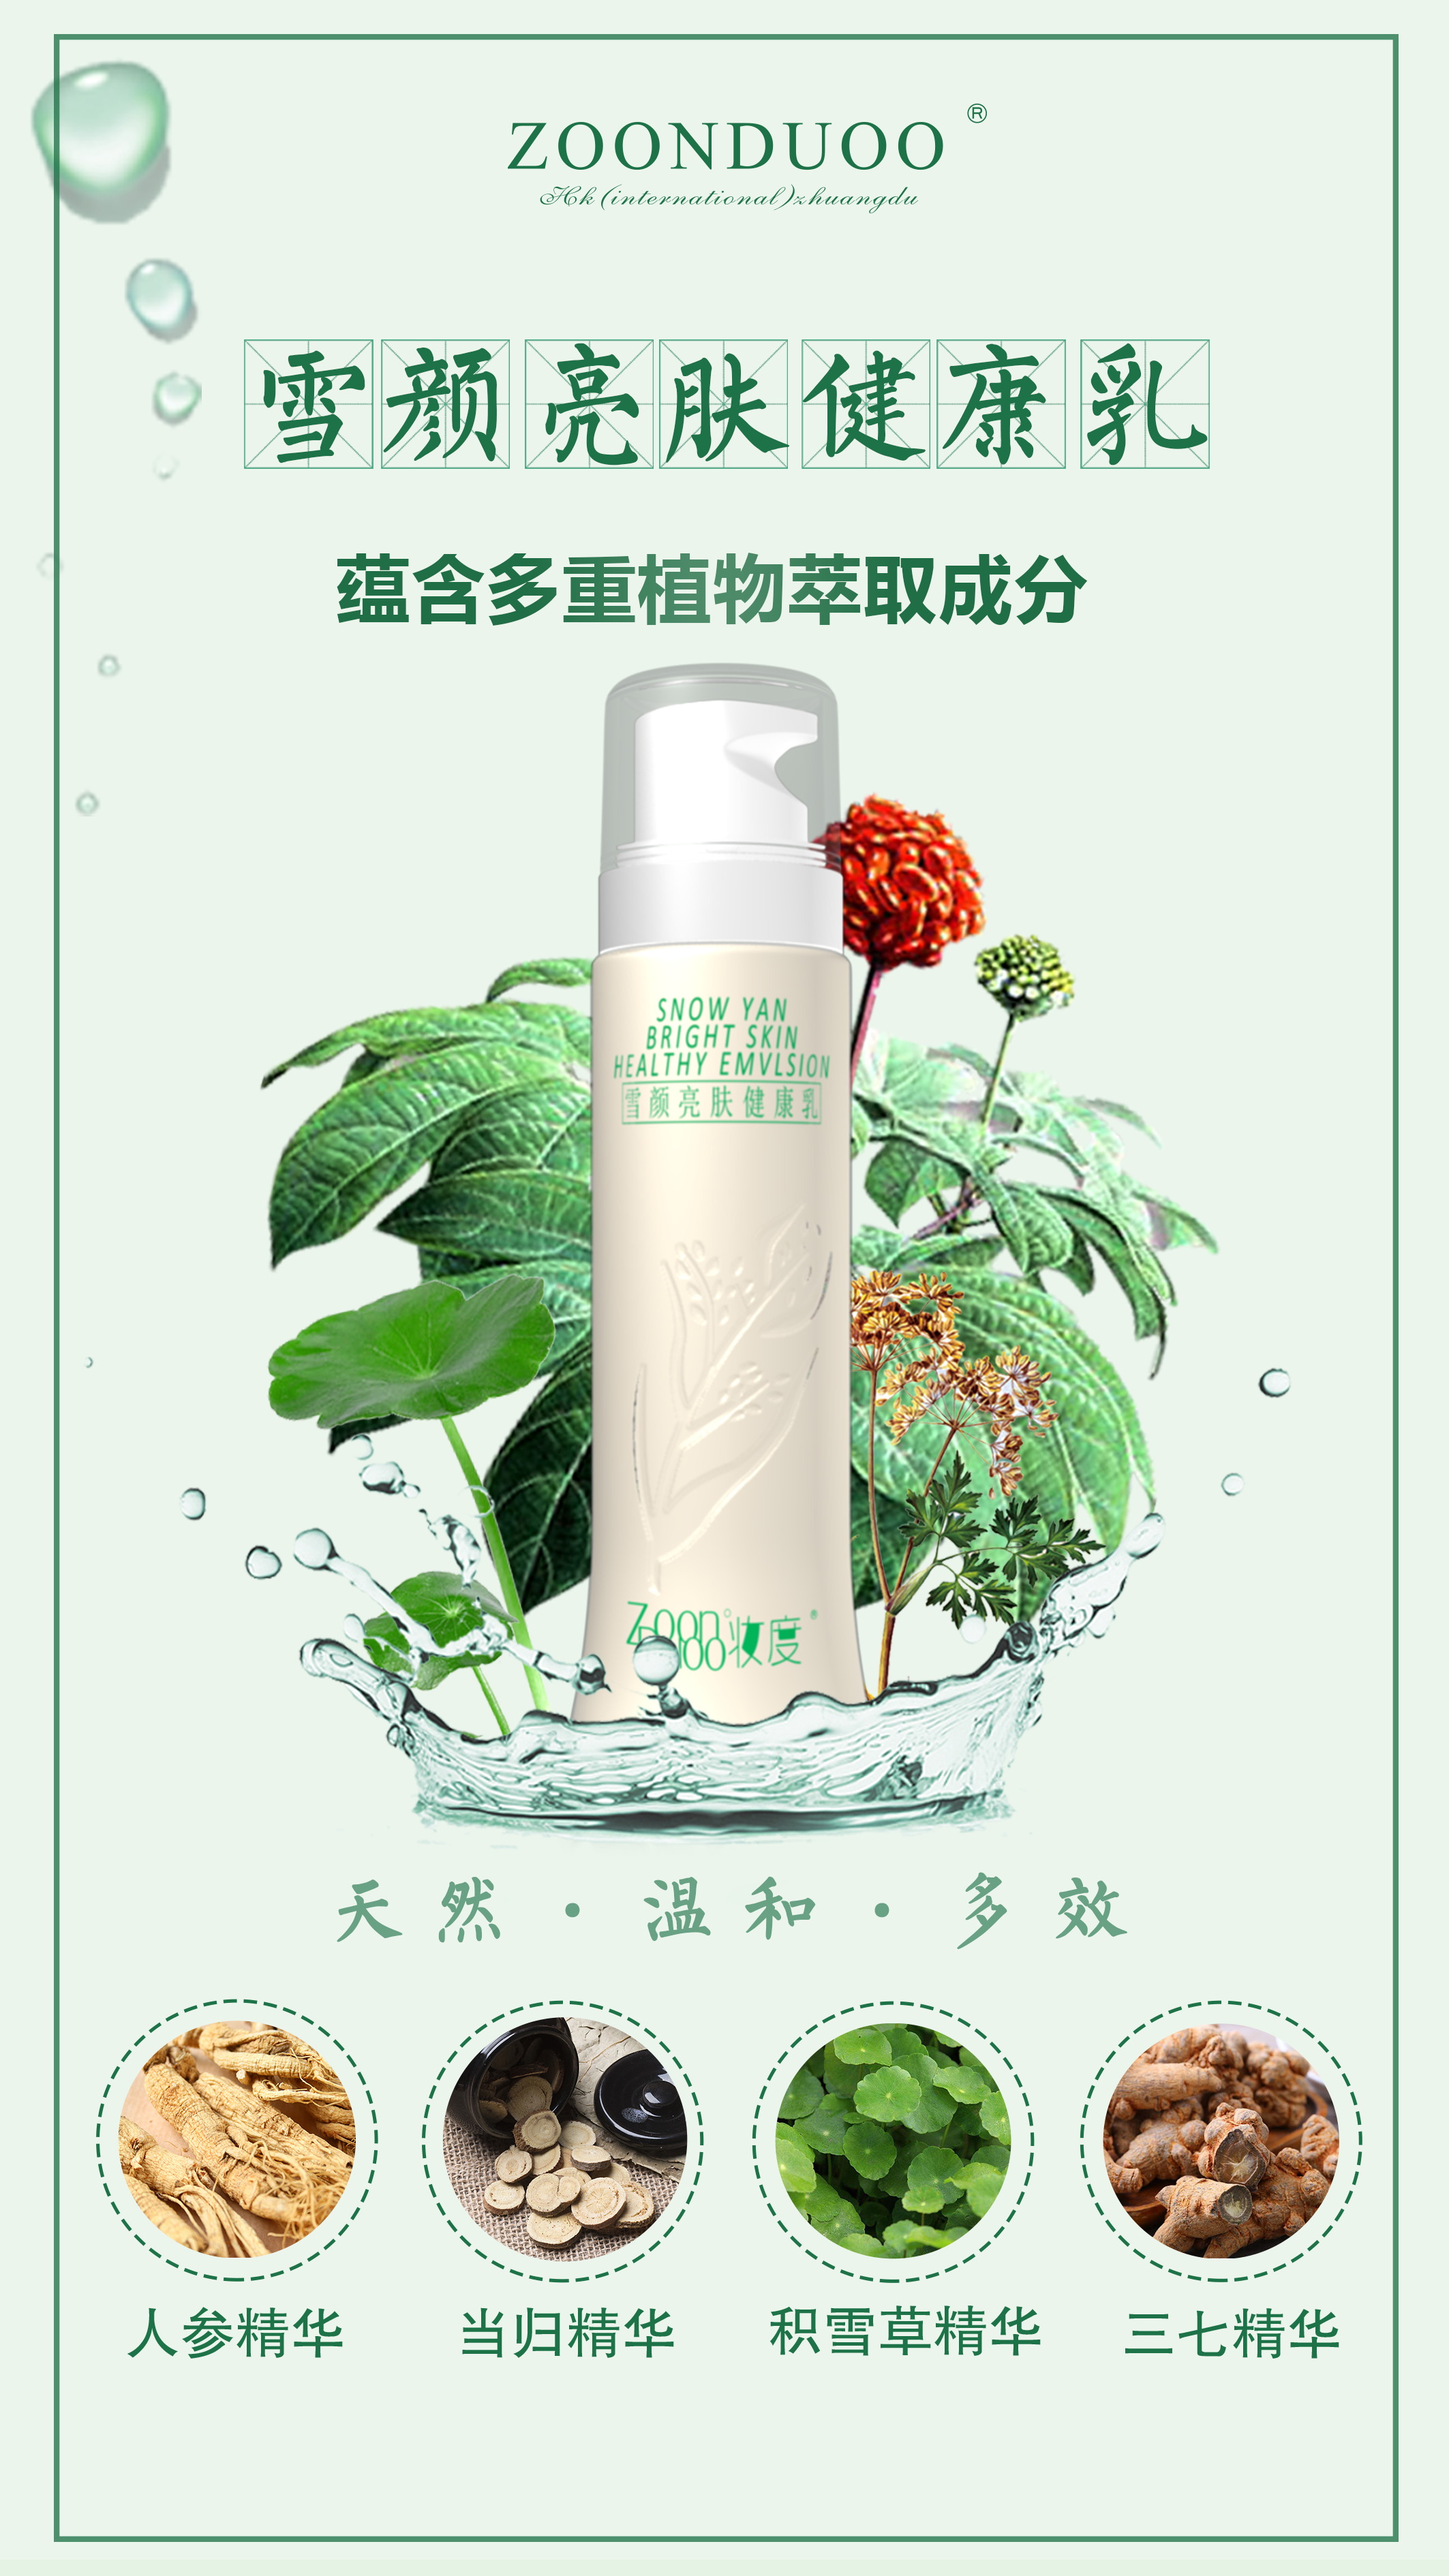 ZOONDUOO®
Hk(international)zhuangdu
雪颜亮肤健康乳
蕴含多重植物萃取成分
SNOW YAN
BRIGHT SKIN
HEALTHY EMVLSION
雪颜亮肤健康乳
妆度®
天然·温和·多效
人参精华 当归精华 积雪草精华 三七精华